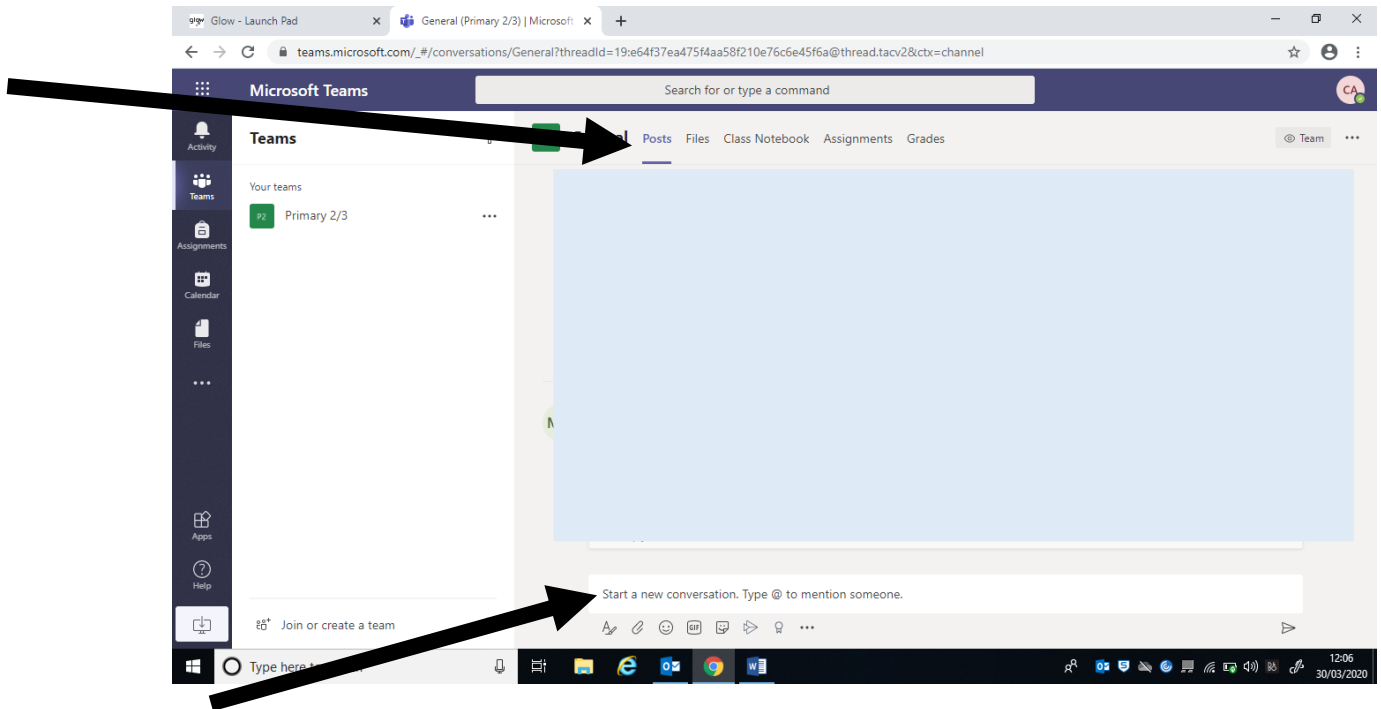 glow Glow - Launch Pad
General (Primary 2/3) | Microsoft
teams.microsoft.com/_#/conversations/General?threadId=19:e64f37ea475f4aa58f210e76c6e45f6a@thread.tacv2&ctx=channel
Microsoft Teams
Search for or type a command
CA
Activity
Teams
Posts Files Class Notebook Assignments Grades
Team
Teams
Your teams
P2 Primary 2/3
Assignments
Calendar
Files
Apps
Help
Start a new conversation. Type @ to mention someone.
Join or create a team
GIF
Type here
12:06
30/03/2020